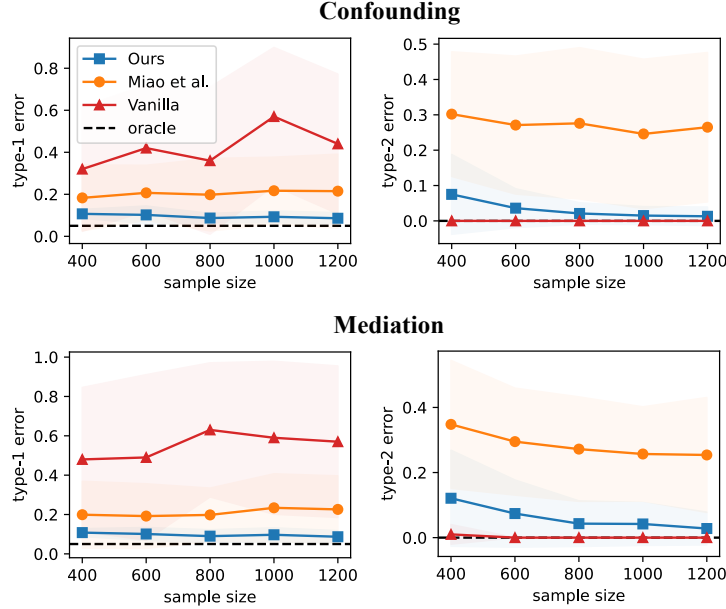 Confounding
type-1 error
0.8
0.6
0.4
0.2
0.0
Ours
Miao et al.
Vanilla
oracle
400 600 800 1000 1200
sample size
type-2 error
0.5
0.4
0.3
0.2
0.1
0.0
400 600 800 1000 1200
sample size
Mediation
type-1 error
1.0
0.8
0.6
0.4
0.2
0.0
400 600 800 1000 1200
sample size
type-2 error
0.4
0.2
0.0
400 600 800 1000 1200
sample size